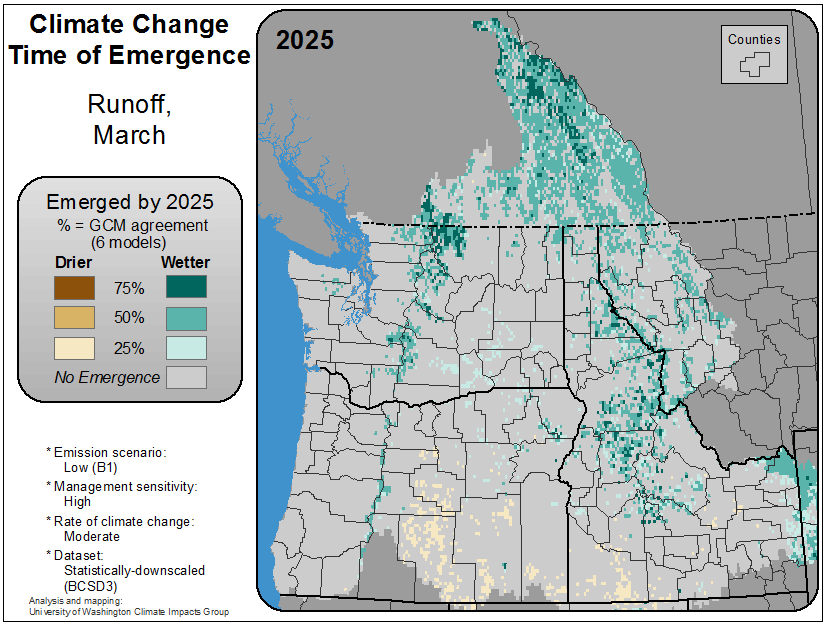 Climate Change
Time of Emergence
Runoff,
March
Emerged by 2025
% = GCM agreement
(6 models)
Drier Wetter
75%
50%
25%
No Emergence
* Emission scenario:
Low (B1)
* Management sensitivity:
High
* Rate of climate change:
Moderate
* Dataset:
Statistically-downscaled
(BCSD3)
Analysis and mapping:
University of Washington Climate Impacts Group
2025
Counties